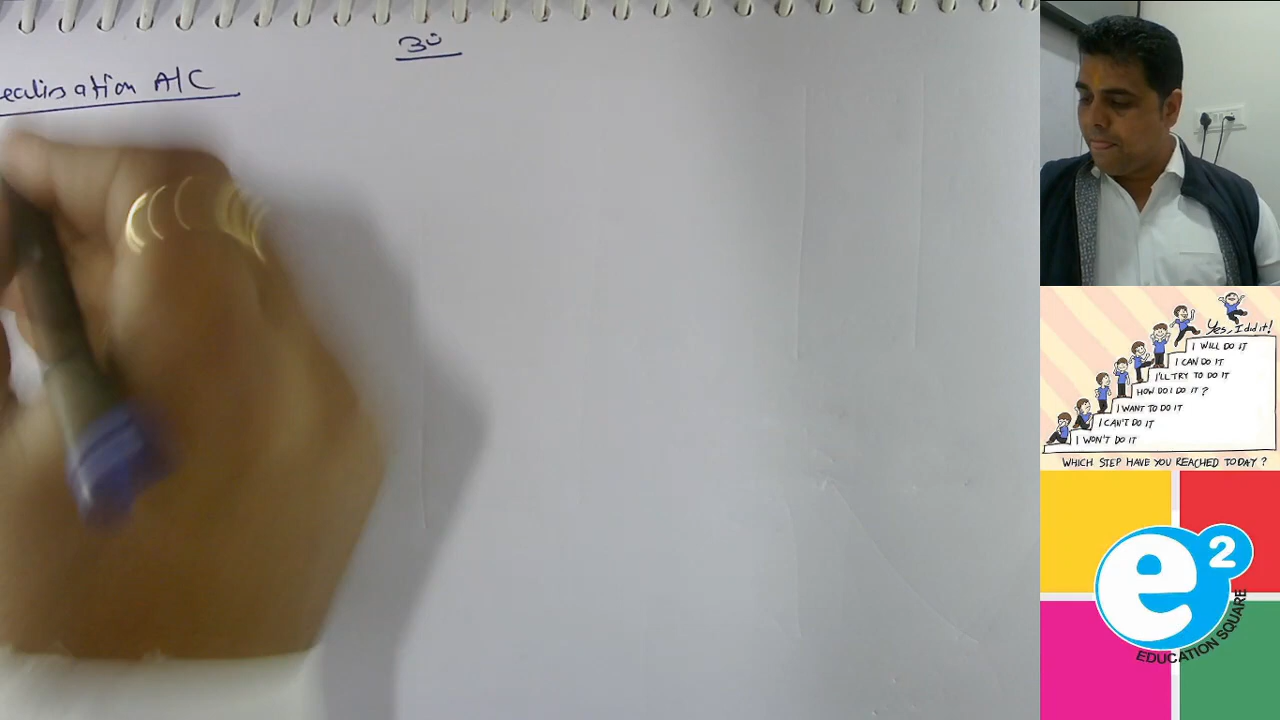 30
ealisation A/C
Yes, I did it!
I WILL DO IT
I CAN DO IT
I'LL TRY TO DO IT
HOW DO I DO IT?
I WANT TO DO IT
I CAN'T DO IT
I WON'T DO IT
WHICH STEP HAVE YOU REACHED TODAY?
e2
EDUCATION SQUARE